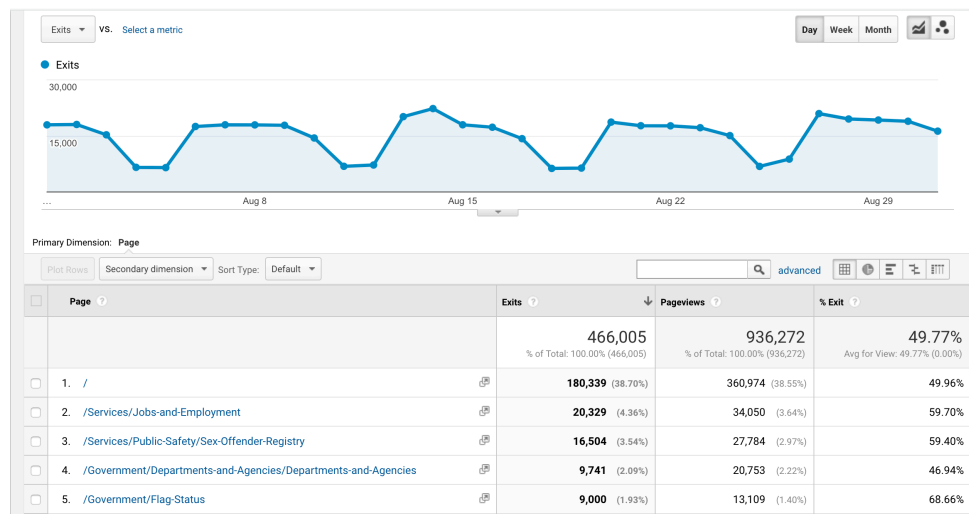 Exits VS. Select a metric Day Week Month
Exits
30,000
15,000
... Aug 8 Aug 15 Aug 22 Aug 29
Primary Dimension: Page
Plot Rows Secondary dimension Sort Type: Default advanced
Page ? Exits ? Pageviews ? % Exit ?
466,005 936,272 49.77%
% of Total: 100.00% (466,005) % of Total: 100.00% (936,272) Avg for View: 49.77% (0.00%)
1. / 180,339 (38.70%) 360,974 (38.55%) 49.96%
2. /Services/Jobs-and-Employment 20,329 (4.36%) 34,050 (3.64%) 59.70%
3. /Services/Public-Safety/Sex-Offender-Registry 16,504 (3.54%) 27,784 (2.97%) 59.40%
4. /Government/Departments-and-Agencies/Departments-and-Agencies 9,741 (2.09%) 20,753 (2.22%) 46.94%
5. /Government/Flag-Status 9,000 (1.93%) 13,109 (1.40%) 68.66%